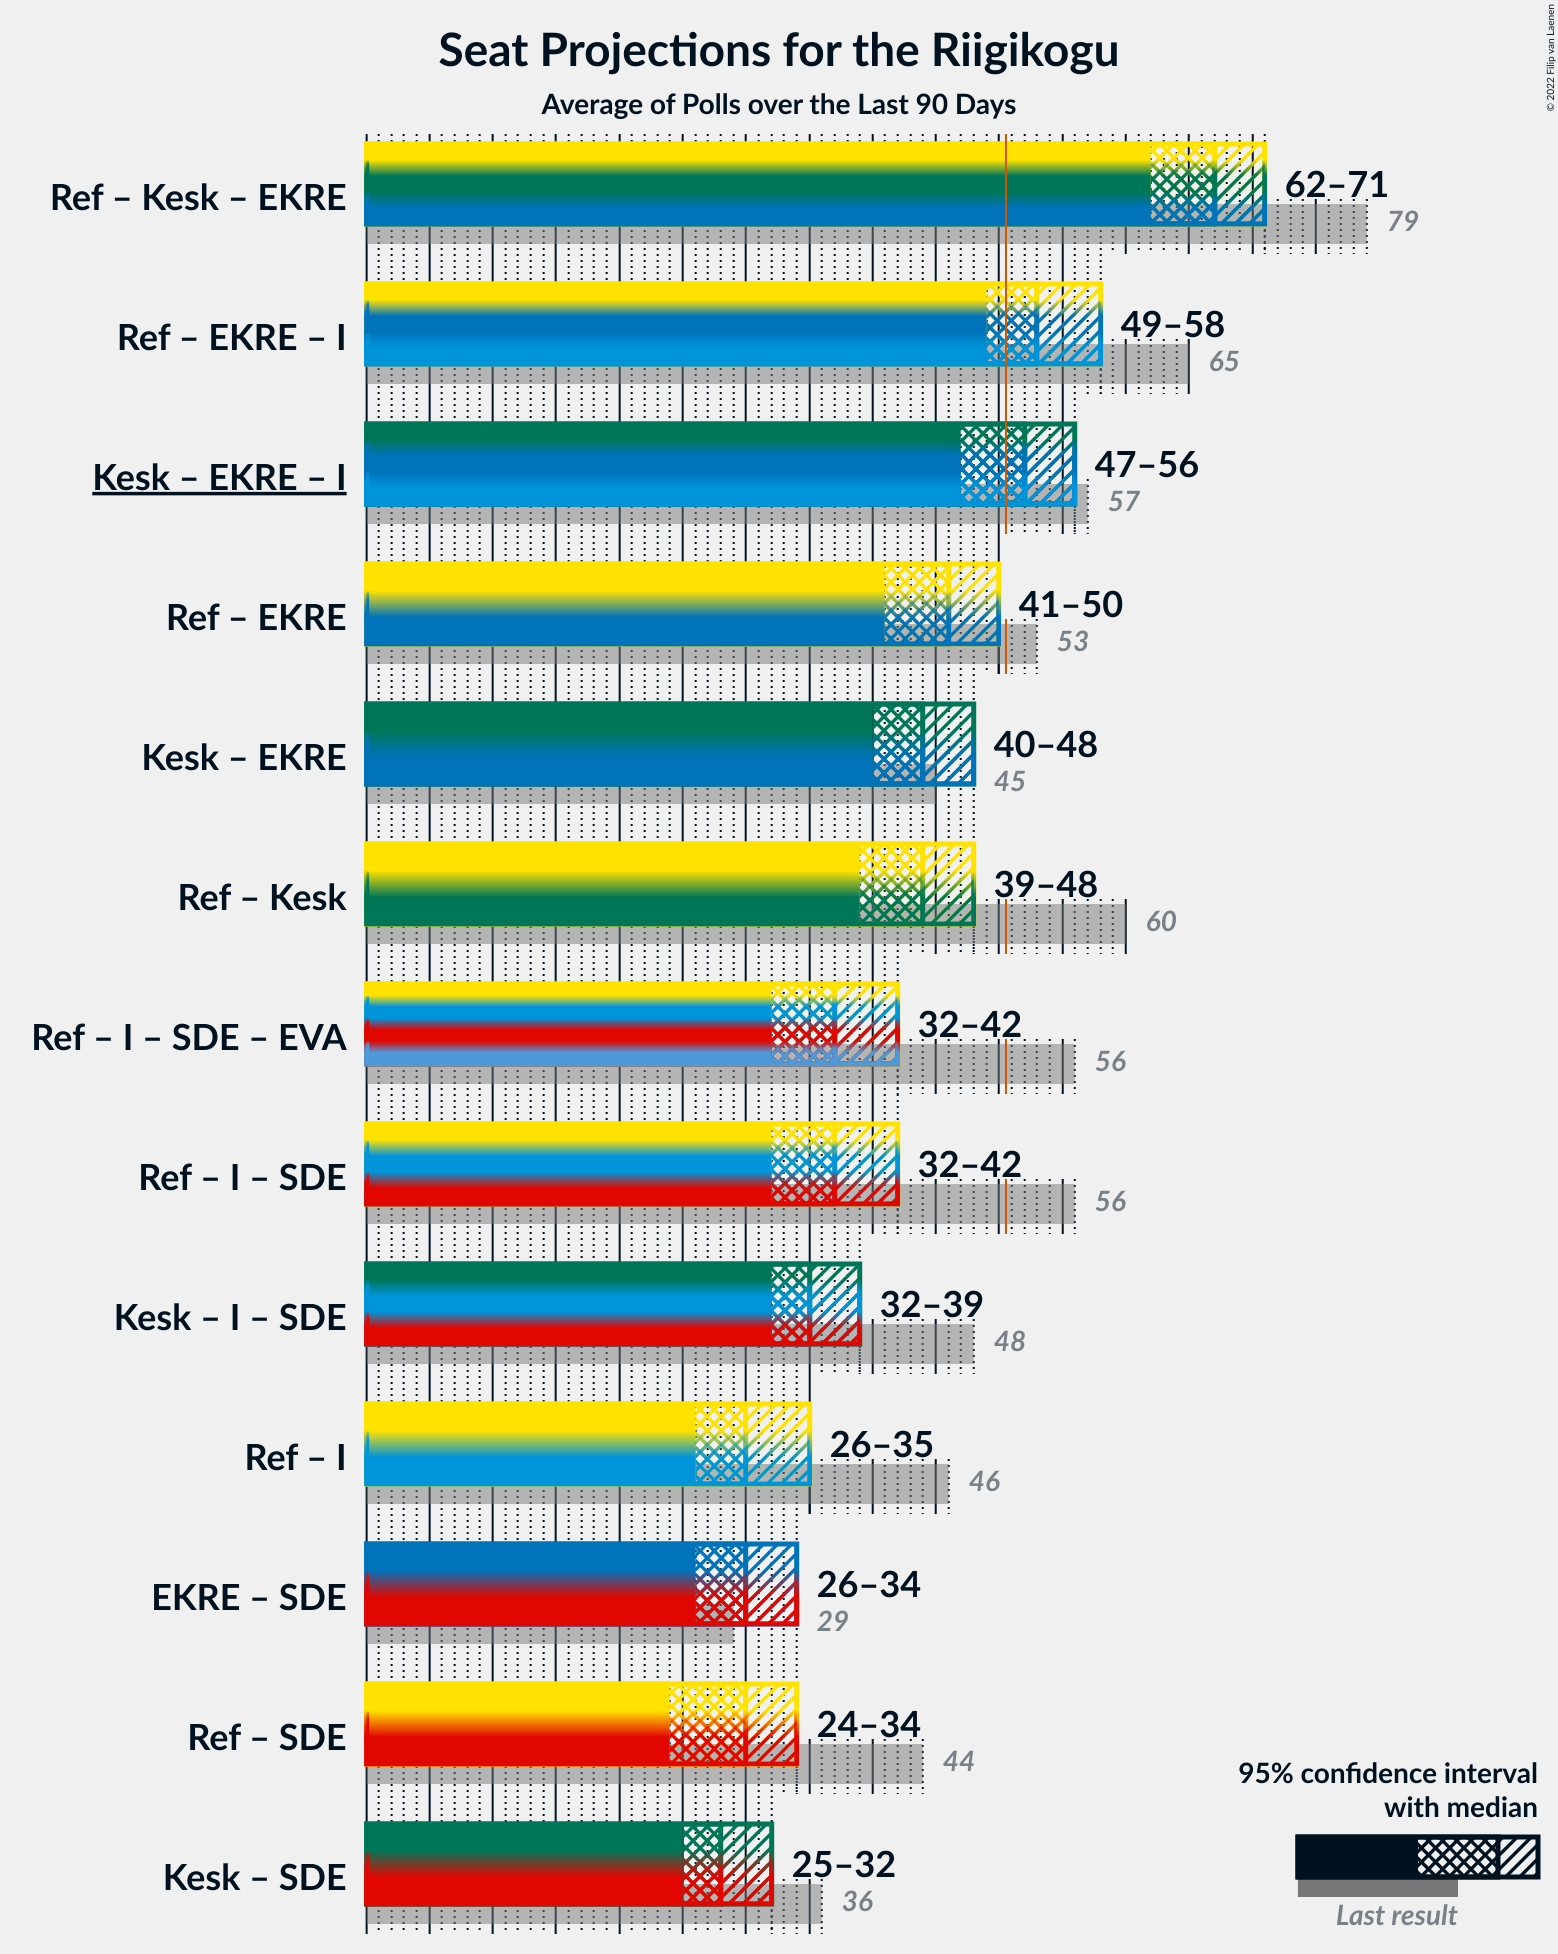 Seat Projections for the Riigikogu
Average of Polls over the Last 90 Days
© 2022 Filip van Laenen
Ref – Kesk – EKRE
62–71
79
Ref – EKRE – I
49–58
65
Kesk – EKRE – I
47–56
57
Ref – EKRE
41–50
53
Kesk – EKRE
40–48
45
Ref – Kesk
39–48
60
Ref – I – SDE – EVA
32–42
56
Ref – I – SDE
32–42
56
Kesk – I – SDE
32–39
48
Ref – I
26–35
46
EKRE – SDE
26–34
29
Ref – SDE
24–34
44
Kesk – SDE
25–32
36
95% confidence interval
with median
Last result